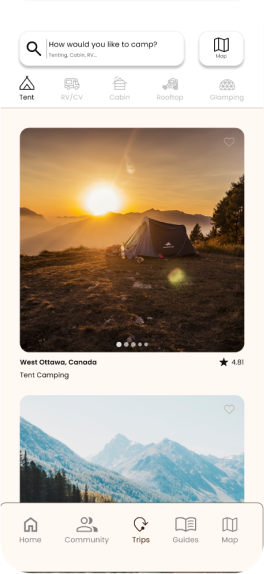 How would you like to camp?
Tenting, Cabin, RV...
Map
Tent
RV/CV
Cabin
Rooftop
Glamping
West Ottawa, Canada
4.81
Tent Camping
Home
Community
Trips
Guides
Map